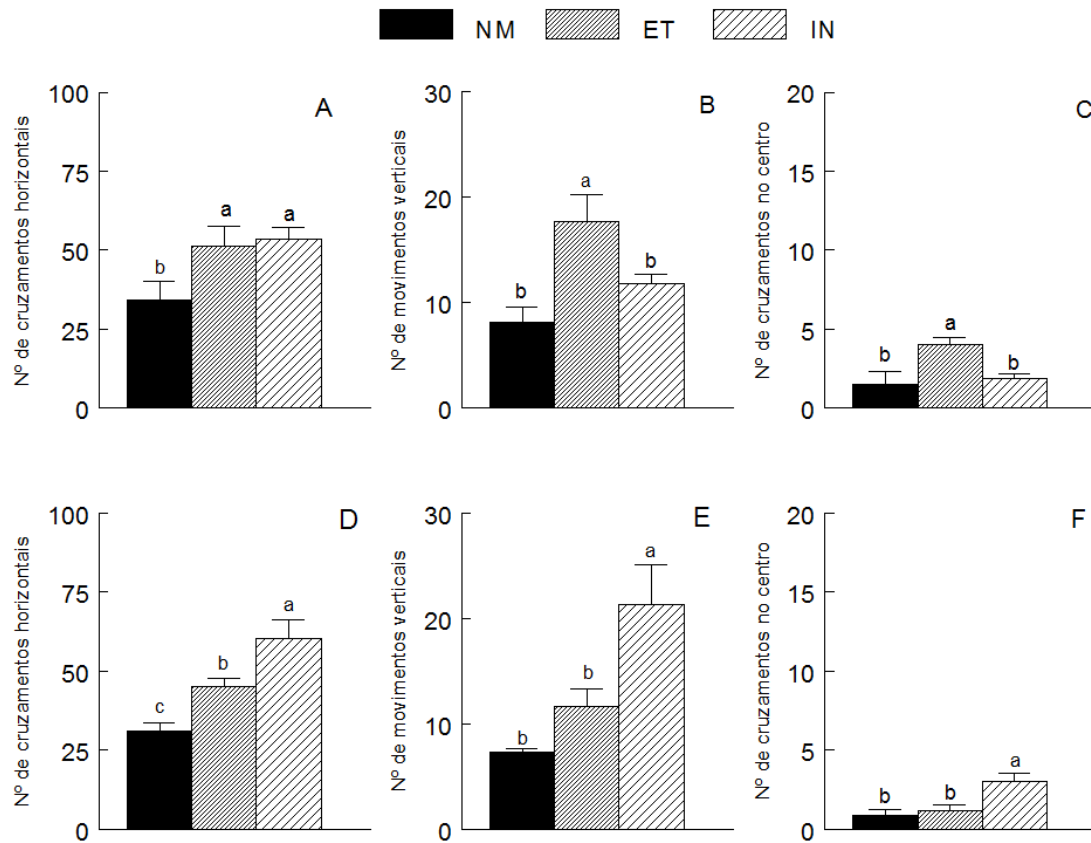 NM ET IN
A
Nº de cruzamentos horizontais
100
75
50
25
0
b a a
B
Nº de movimentos verticais
30
20
10
0
b a b
C
Nº de cruzamentos no centro
20
15
10
5
0
b a b
D
Nº de cruzamentos horizontais
100
75
50
25
0
c b a
E
Nº de movimentos verticais
30
20
10
0
b b a
F
Nº de cruzamentos no centro
20
15
10
5
0
b b a